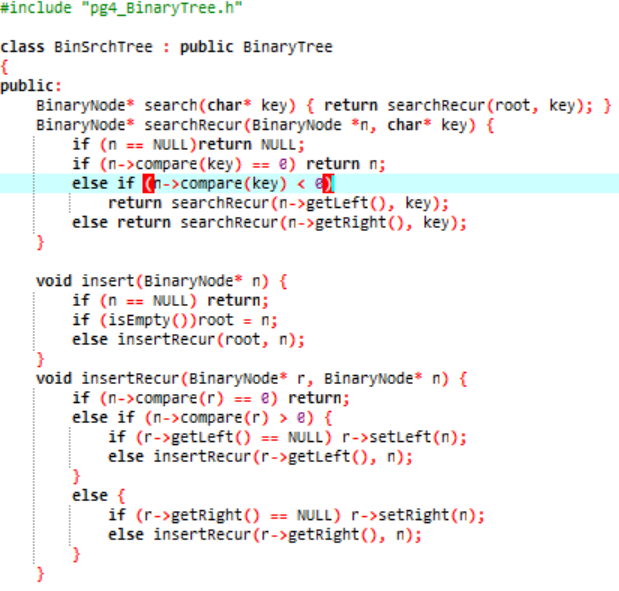 #include "pg4_BinaryTree.h"
class BinSrchTree : public BinaryTree
{
public:
    BinaryNode* search(char* key) { return searchRecur(root, key); }
    BinaryNode* searchRecur(BinaryNode *n, char* key) {
        if (n == NULL)return NULL;
        if (n->compare(key) == 0) return n;
        else if (n->compare(key) < 0)
            return searchRecur(n->getLeft(), key);
        else return searchRecur(n->getRight(), key);
    }
    void insert(BinaryNode* n) {
        if (n == NULL) return;
        if (isEmpty())root = n;
        else insertRecur(root, n);
    }
    void insertRecur(BinaryNode* r, BinaryNode* n) {
        if (n->compare(r) == 0) return;
        else if (n->compare(r) > 0) {
            if (r->getLeft() == NULL) r->setLeft(n);
            else insertRecur(r->getLeft(), n);
        }
        else {
            if (r->getRight() == NULL) r->setRight(n);
            else insertRecur(r->getRight(), n);
        }
    }